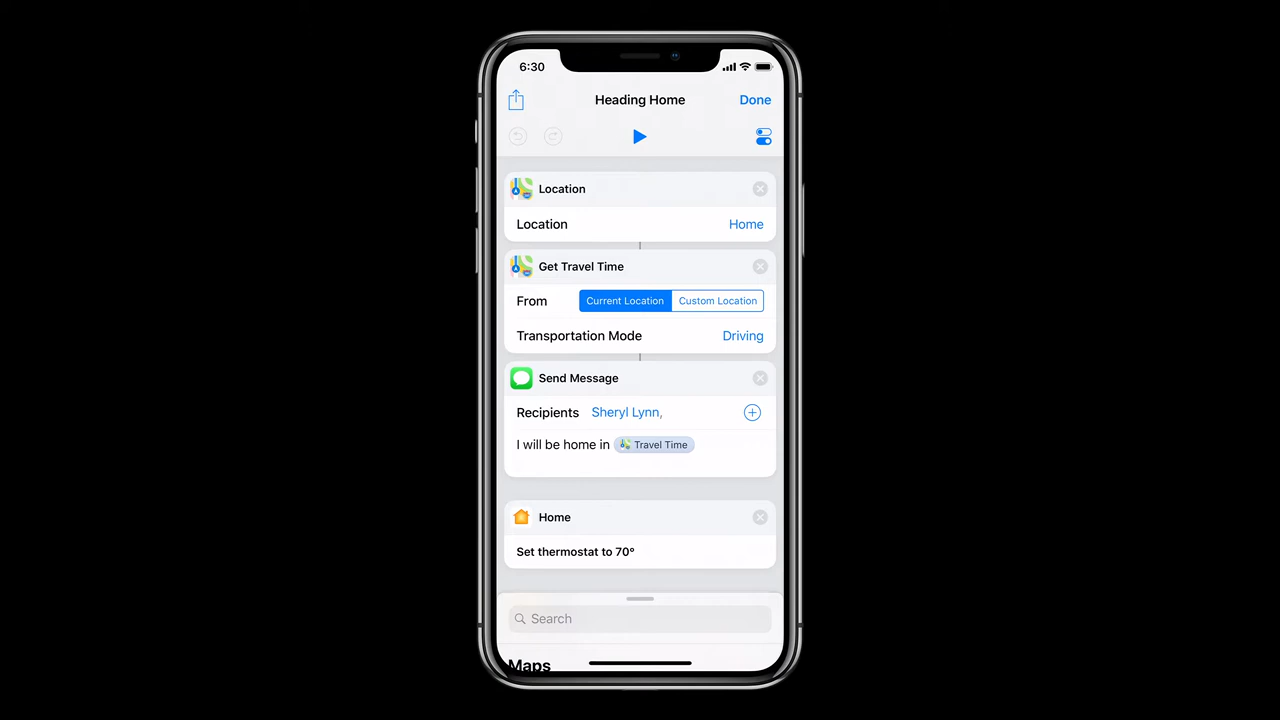 6:30
Heading Home Done
Location
Location Home
Get Travel Time
From Current Location Custom Location
Transportation Mode Driving
Send Message
Recipients Sheryl Lynn,
I will be home in Travel Time
Home
Set thermostat to 70°
Search
Maps